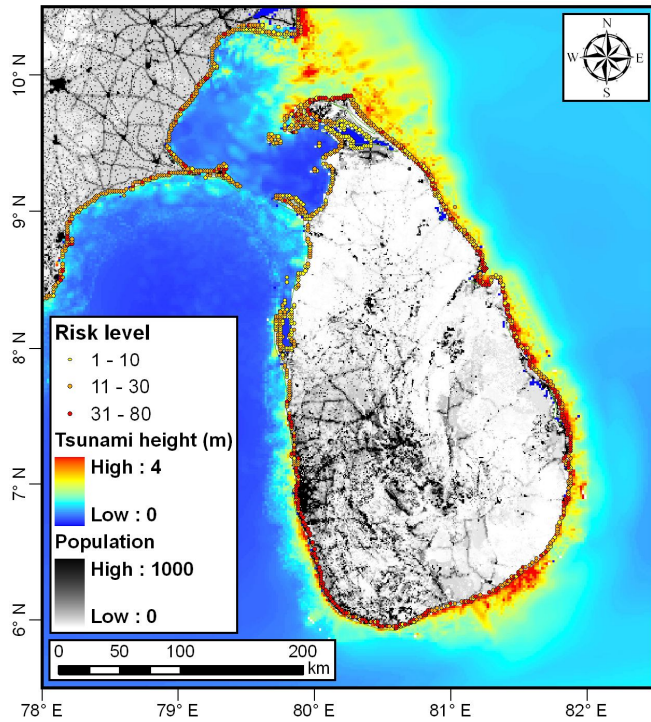 10° N
9° N
8° N
7° N
6° N
N
W
E
S
Risk level
1 - 10
11 - 30
31 - 80
Tsunami height (m)
High : 4
Low : 0
Population
High : 1000
Low : 0
0 50 100 200
km
78° E 79° E 80° E 81° E 82° E